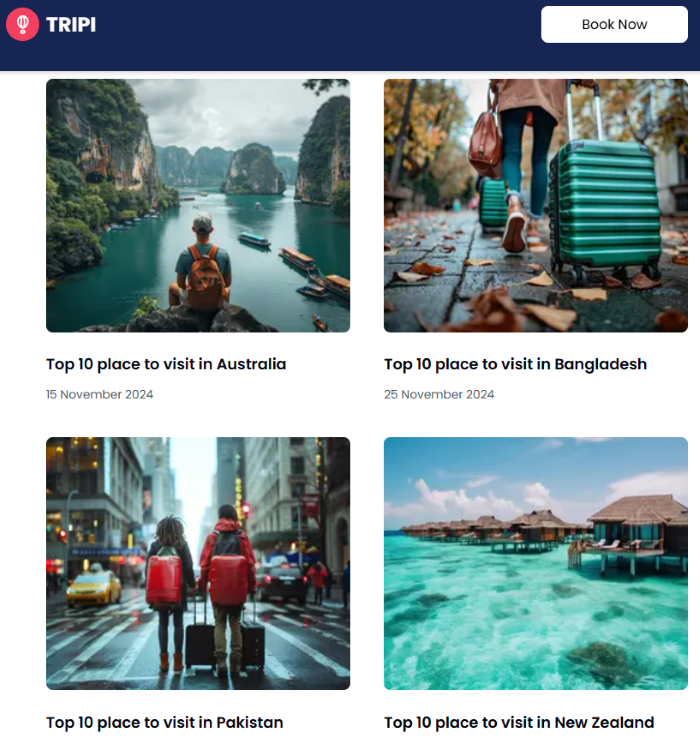 TRIPI
Book Now
Top 10 place to visit in Australia
15 November 2024
Top 10 place to visit in Bangladesh
25 November 2024
Top 10 place to visit in Pakistan
Top 10 place to visit in New Zealand